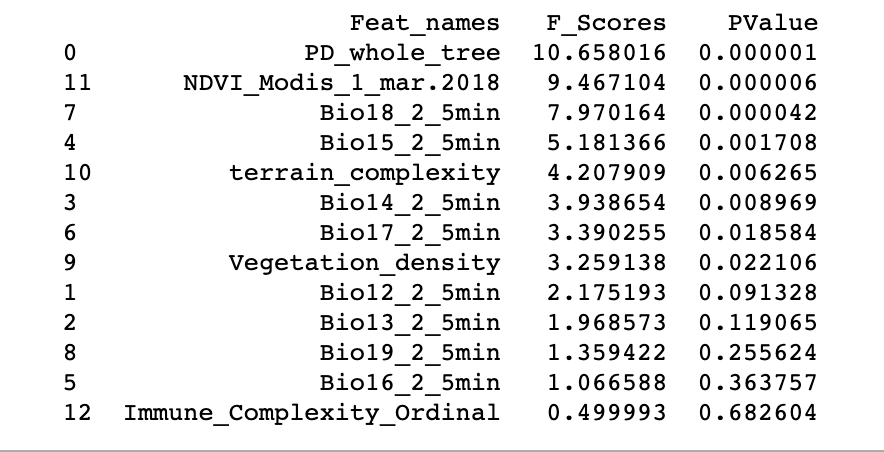 Feat_names F_Scores PValue
0 PD_whole_tree 10.658016 0.000001
11 NDVI_Modis_1_mar.2018 9.467104 0.000006
7 Bio18_2_5min 7.970164 0.000042
4 Bio15_2_5min 5.181366 0.001708
10 terrain_complexity 4.207909 0.006265
3 Bio14_2_5min 3.938654 0.008969
6 Bio17_2_5min 3.390255 0.018584
9 Vegetation_density 3.259138 0.022106
1 Bio12_2_5min 2.175193 0.091328
2 Bio13_2_5min 1.968573 0.119065
8 Bio19_2_5min 1.359422 0.255624
5 Bio16_2_5min 1.066588 0.363757
12 Immune_Complexity_Ordinal 0.499993 0.682604